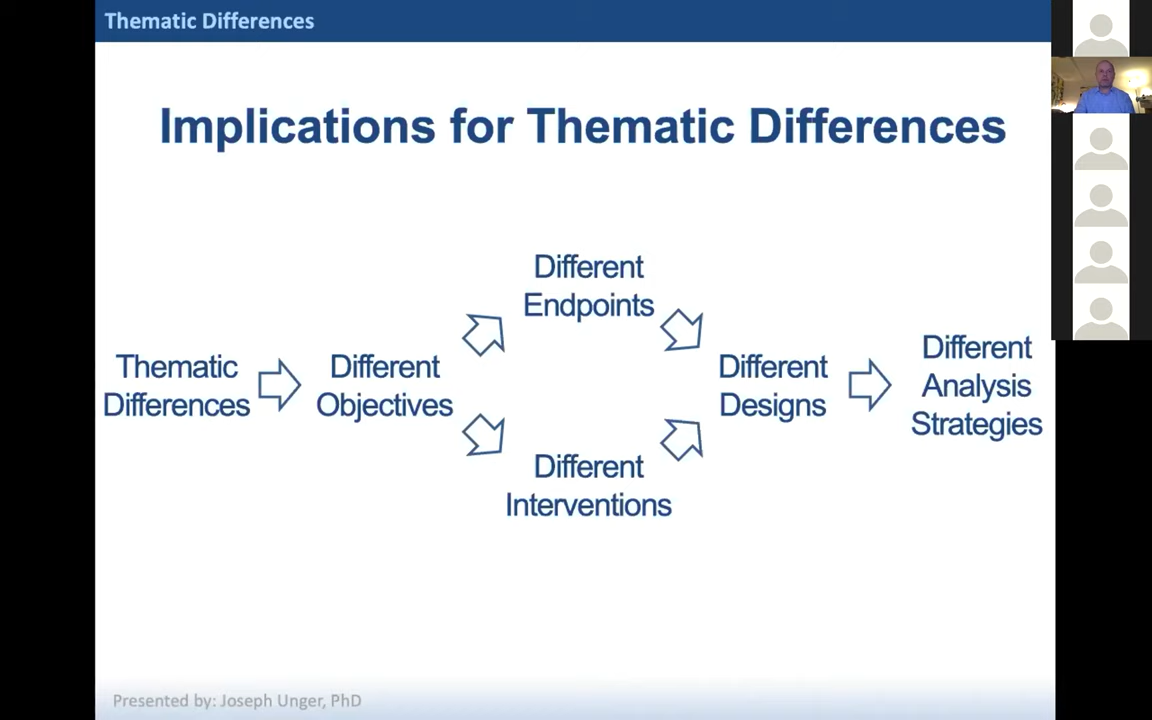 Thematic Differences
Implications for Thematic Differences
Thematic
Differences
Different
Objectives
Different
Endpoints
Different
Interventions
Different
Designs
Different
Analysis
Strategies
Presented by: Joseph Unger, PhD